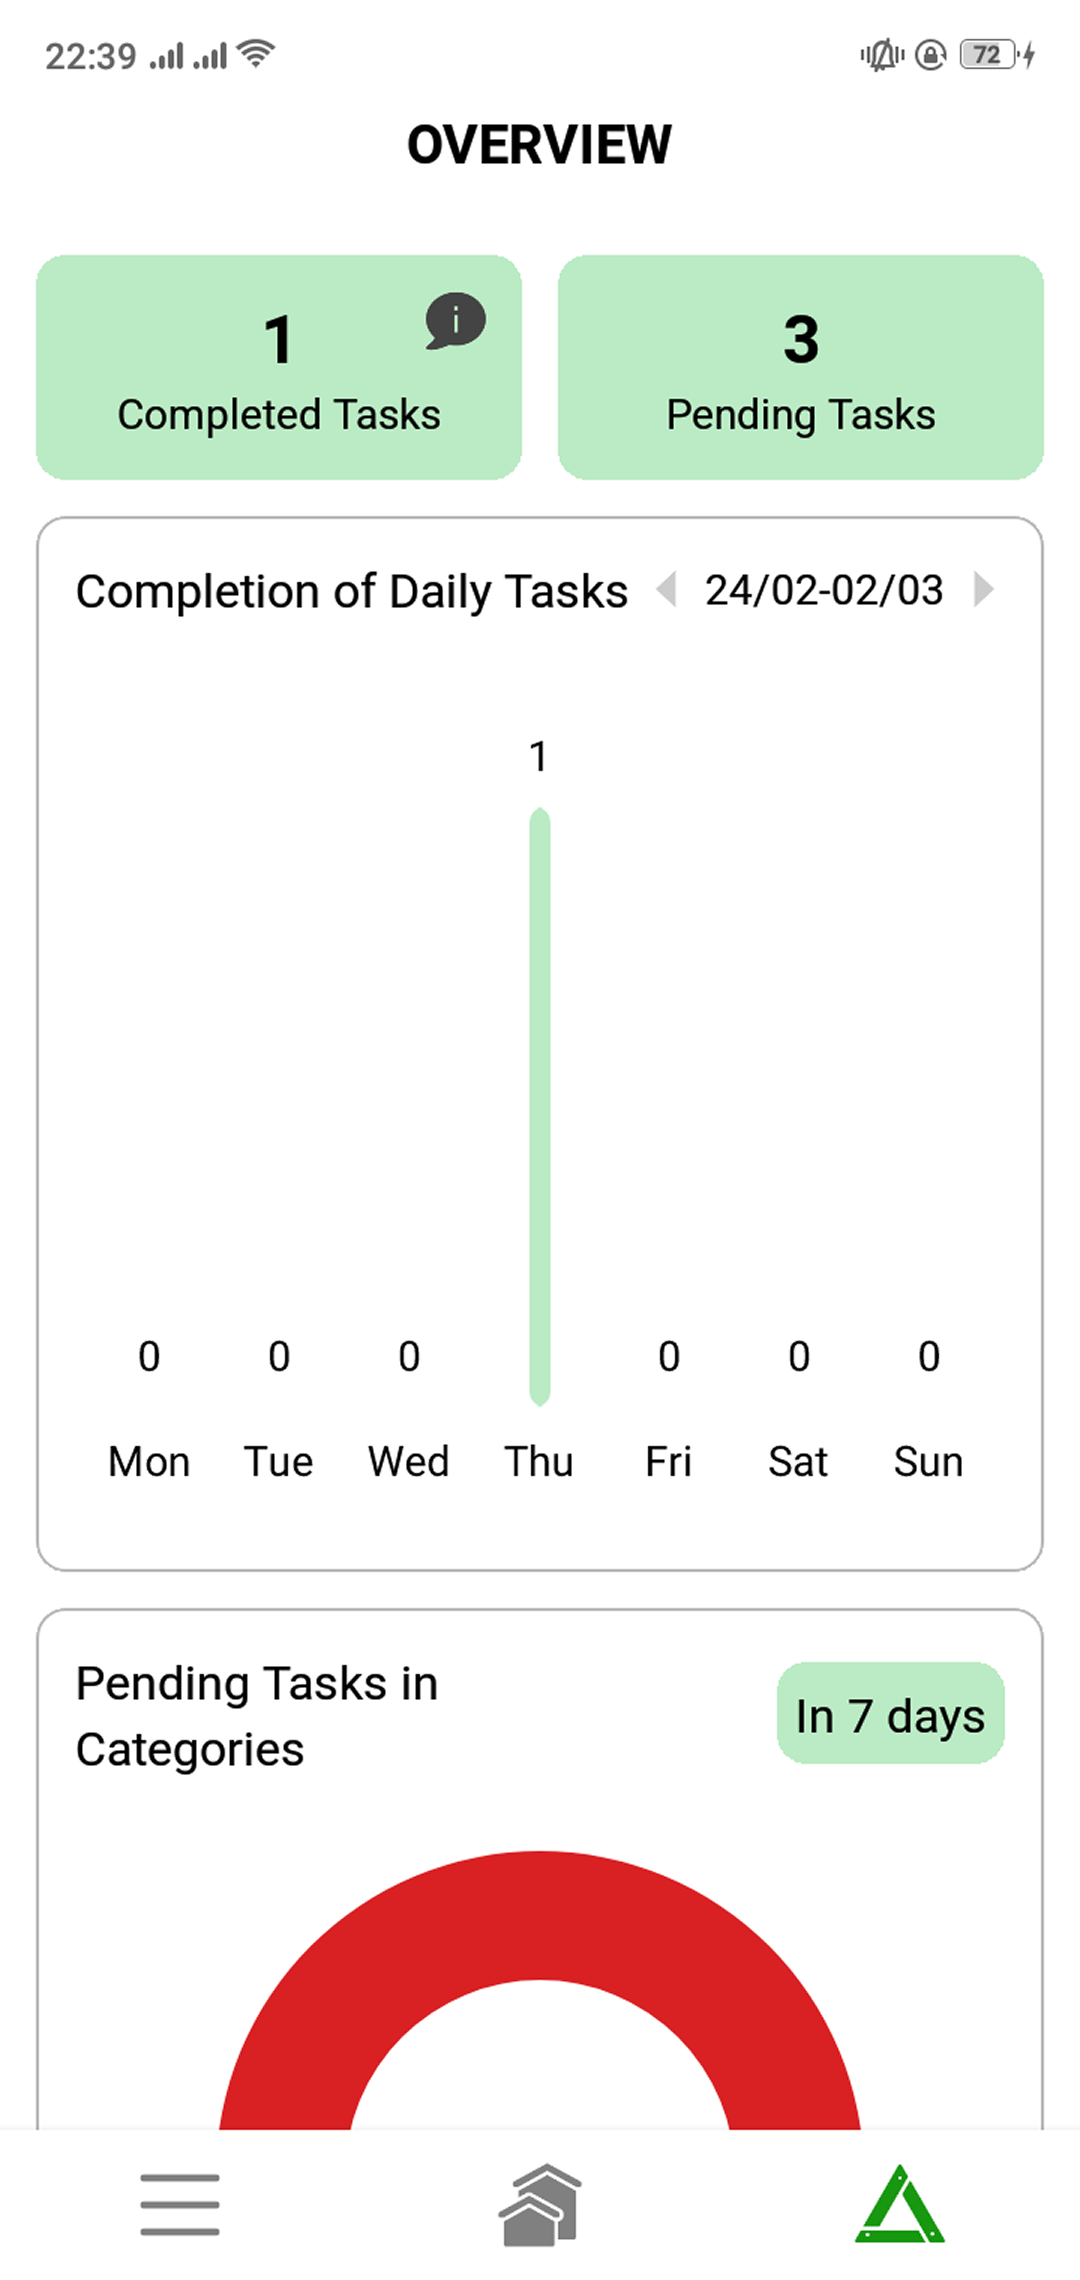 22:39
72
OVERVIEW
1
Completed Tasks
3
Pending Tasks
Completion of Daily Tasks 24/02-02/03
1
0 0 0 0 0 0
Mon Tue Wed Thu Fri Sat Sun
Pending Tasks in
Categories
In 7 days